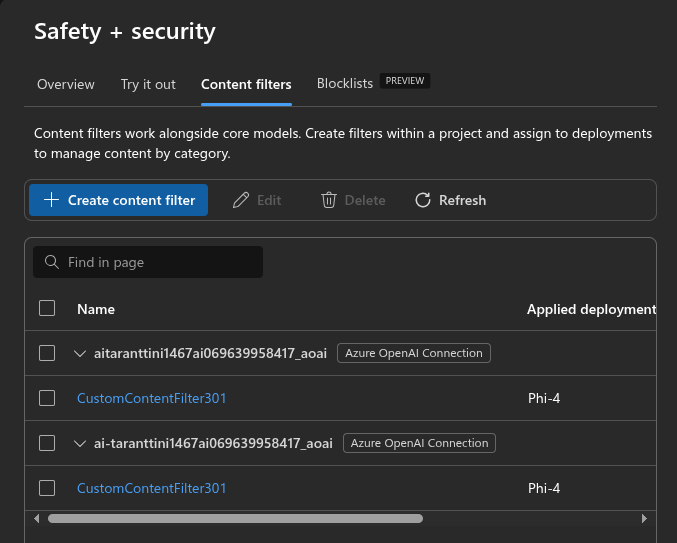 Safety + security
Overview Try it out Content filters Blocklists PREVIEW
Content filters work alongside core models. Create filters within a project and assign to deployments
to manage content by category.
Create content filter Edit Delete Refresh
Find in page
Name Applied deployment
aitaranttini1467ai069639958417_aoai Azure OpenAI Connection
CustomContentFilter301 Phi-4
ai-taranttini1467ai069639958417_aoai Azure OpenAI Connection
CustomContentFilter301 Phi-4